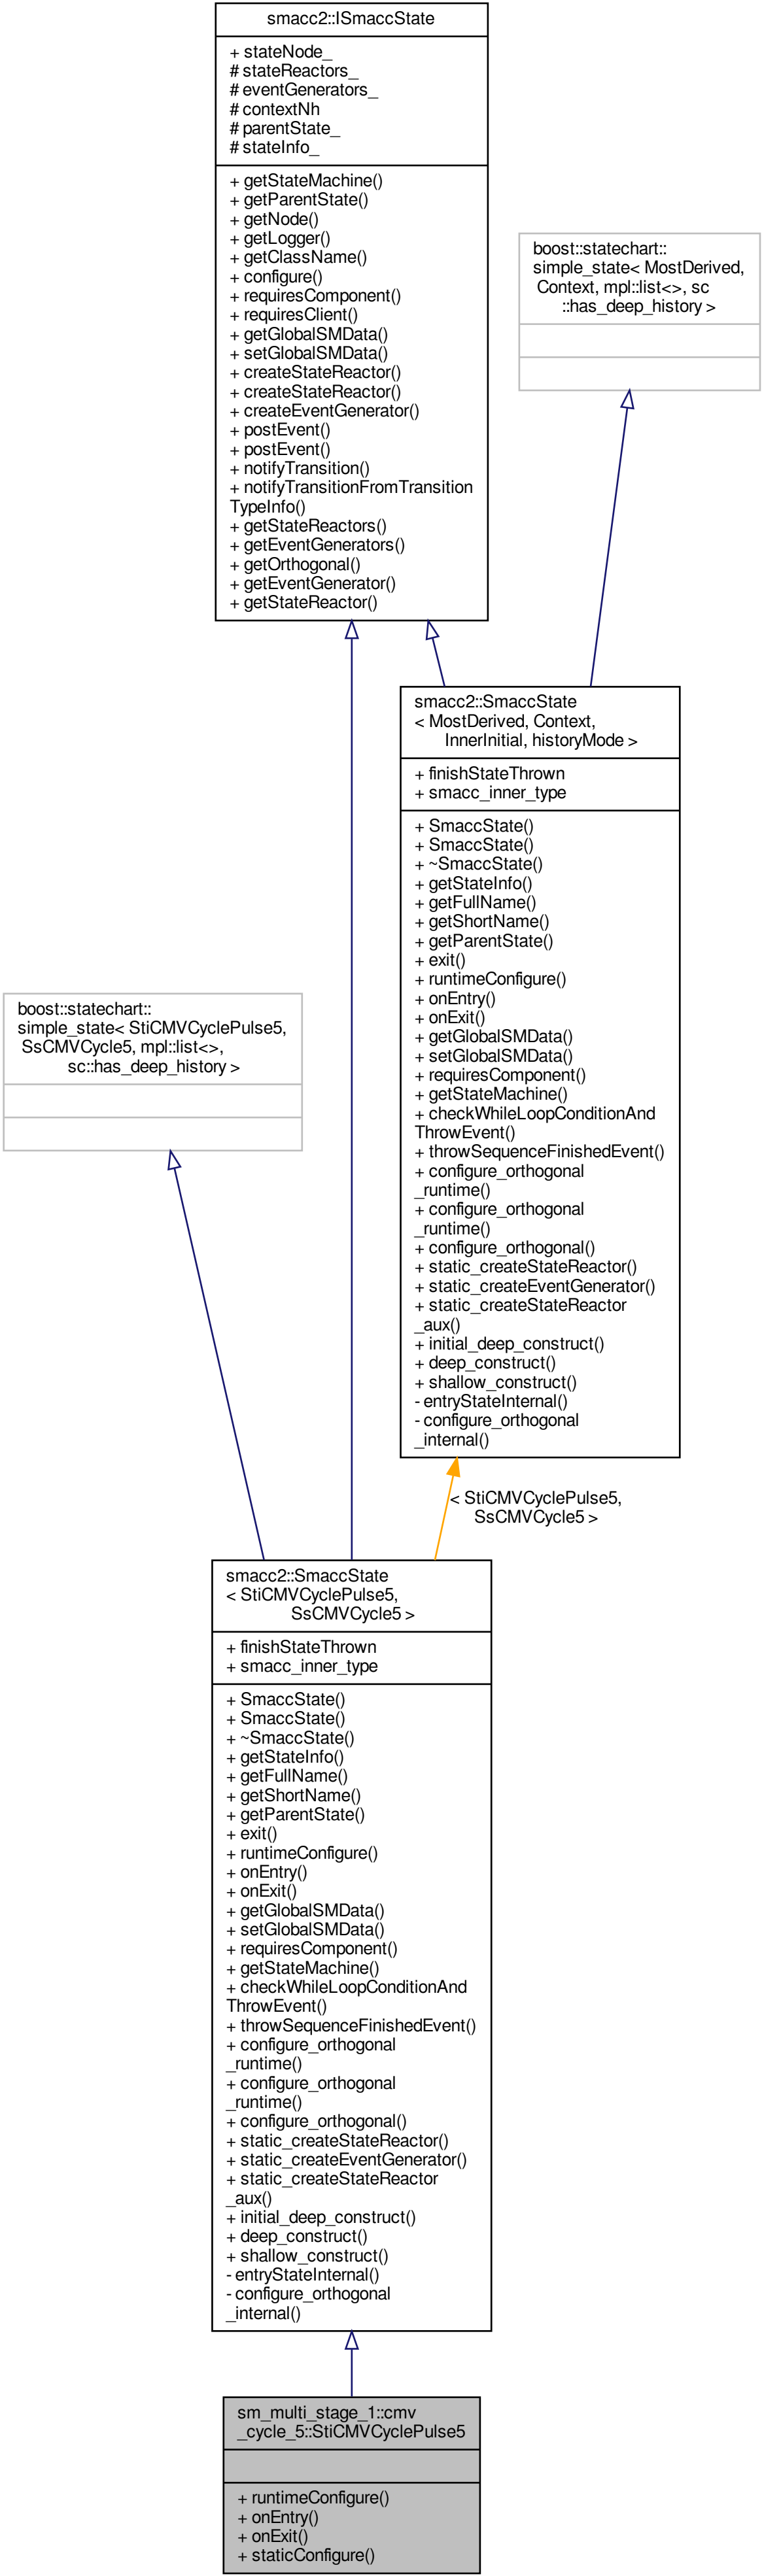 smacc2::ISmaccState
+ stateNode_
# stateReactors_
# eventGenerators_
# contextNh
# parentState_
# stateInfo_
+ getStateMachine()
+ getParentState()
+ getNode()
+ getLogger()
+ getClassName()
+ configure()
+ requiresComponent()
+ requiresClient()
+ getGlobalSMData()
+ setGlobalSMData()
+ createStateReactor()
+ createStateReactor()
+ createEventGenerator()
+ postEvent()
+ postEvent()
+ notifyTransition()
+ notifyTransitionFromTransition
TypeInfo()
+ getStateReactors()
+ getEventGenerators()
+ getOrthogonal()
+ getEventGenerator()
+ getStateReactor()
boost::statechart::
simple_state< MostDerived,
Context, mpl::list<>, sc
::has_deep_history >
smacc2::SmaccState
< MostDerived, Context,
InnerInitial, historyMode >
+ finishStateThrown
+ smacc_inner_type
+ SmaccState()
+ SmaccState()
+ ~SmaccState()
+ getStateInfo()
+ getFullName()
+ getShortName()
+ getParentState()
+ exit()
+ runtimeConfigure()
+ onEntry()
+ onExit()
+ getGlobalSMData()
+ setGlobalSMData()
+ requiresComponent()
+ getStateMachine()
+ checkWhileLoopConditionAnd
ThrowEvent()
+ throwSequenceFinishedEvent()
+ configure_orthogonal
_runtime()
+ configure_orthogonal
_runtime()
+ configure_orthogonal()
+ static_createStateReactor()
+ static_createEventGenerator()
+ static_createStateReactor
_aux()
+ initial_deep_construct()
+ deep_construct()
+ shallow_construct()
- entryStateInternal()
- configure_orthogonal
_internal()
boost::statechart::
simple_state< StiCMVCyclePulse5,
SsCMVCycle5, mpl::list<>,
sc::has_deep_history >
< StiCMVCyclePulse5,
SsCMVCycle5 >
smacc2::SmaccState
< StiCMVCyclePulse5,
SsCMVCycle5 >
+ finishStateThrown
+ smacc_inner_type
+ SmaccState()
+ SmaccState()
+ ~SmaccState()
+ getStateInfo()
+ getFullName()
+ getShortName()
+ getParentState()
+ exit()
+ runtimeConfigure()
+ onEntry()
+ onExit()
+ getGlobalSMData()
+ setGlobalSMData()
+ requiresComponent()
+ getStateMachine()
+ checkWhileLoopConditionAnd
ThrowEvent()
+ throwSequenceFinishedEvent()
+ configure_orthogonal
_runtime()
+ configure_orthogonal
_runtime()
+ configure_orthogonal()
+ static_createStateReactor()
+ static_createEventGenerator()
+ static_createStateReactor
_aux()
+ initial_deep_construct()
+ deep_construct()
+ shallow_construct()
- entryStateInternal()
- configure_orthogonal
_internal()
sm_multi_stage_1::cmv
_cycle_5::StiCMVCyclePulse5
+ runtimeConfigure()
+ onEntry()
+ onExit()
+ staticConfigure()